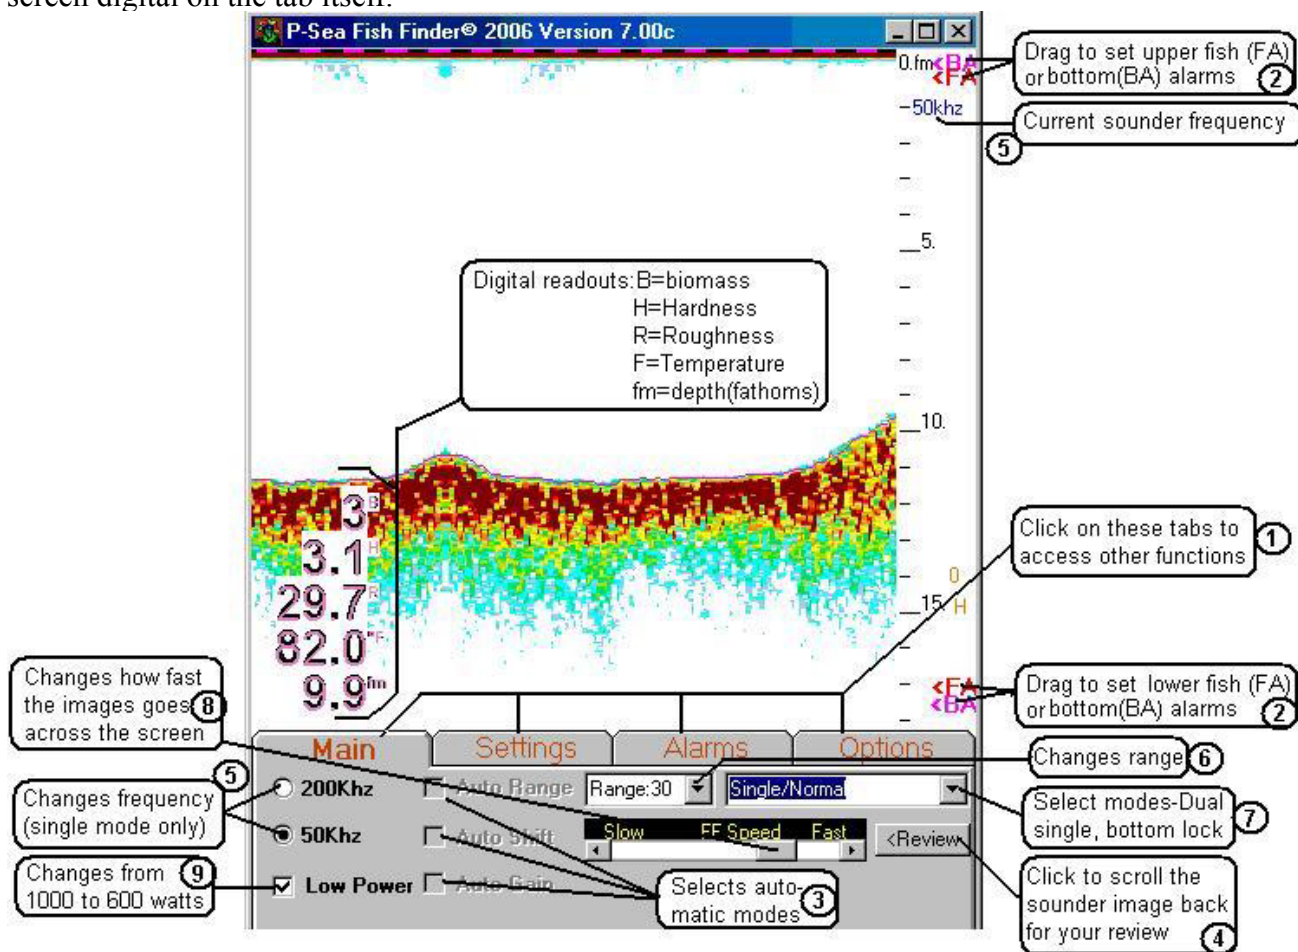 screen digital on the tab itself.
P-Sea Fish Finder® 2006 Version 7.00c
0.fm
<BA
<FA
Drag to set upper fish (FA)
or bottom(BA) alarms
2
-50khz
Current sounder frequency
5
5.
Digital readouts:B=biomass
H=Hardness
R=Roughness
F=Temperature
fm=depth(fathoms)
10.
3 B
3.1 H
29.7 R
82.0 °F
9.9 fm
Click on these tabs to
access other functions
1
0
15. H
Changes how fast
the images goes
across the screen
8
<FA
<BA
Drag to set lower fish (FA)
or bottom(BA) alarms
2
Main Settings Alarms Options
Changes range 6
5
Changes frequency
(single mode only)
200Khz
Auto Range
Range:30
Single/Normal
Select modes-Dual
single, bottom lock
7
50Khz
Auto Shift
Slow FF Speed Fast
<Review
Changes from
1000 to 600 watts
9
Low Power
Auto Gain
Selects auto-
matic modes
3
Click to scroll the
sounder image back
for your review
4